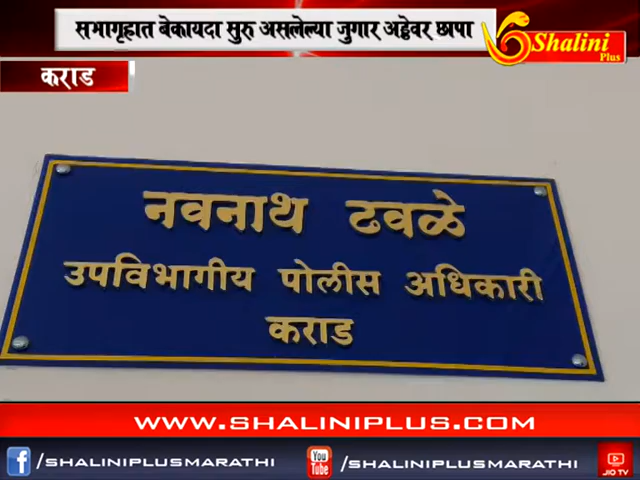 सभागृहात बेकायदा सुरु असलेल्या जुगार अड्डेवर छापा
Shalini
Plus
कराड
नवनाथ ढवळे
उपविभागीय पोलीस अधिकारी
कराड
WWW.SHALINIPLUS.COM
f /SHALINIPLUSMARATHI You Tube /SHALINIPLUSMARATHI JIO TV